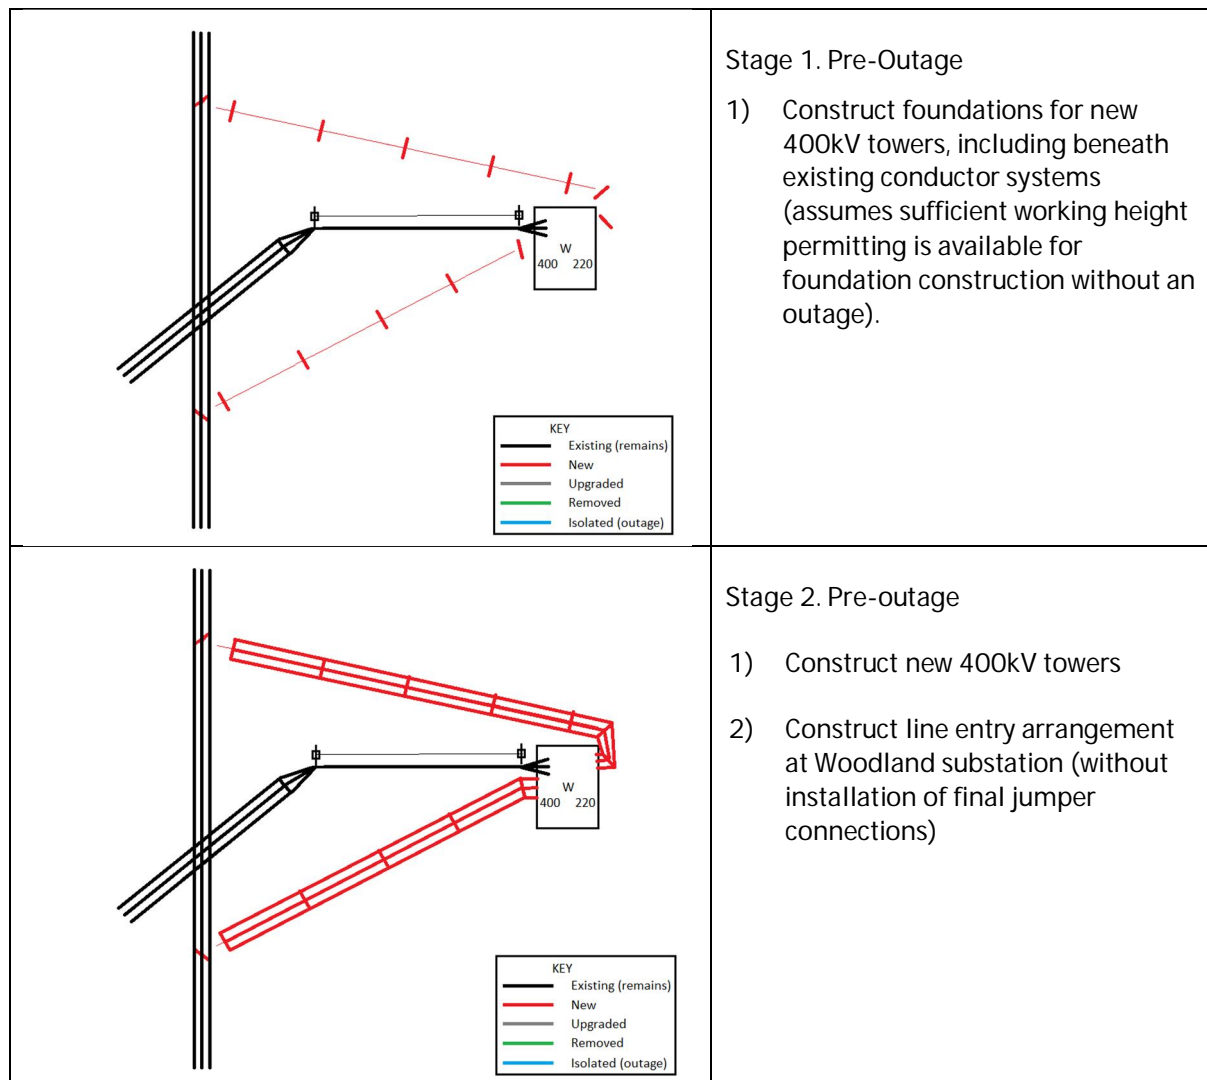 Stage 1. Pre-Outage
1) Construct foundations for new
400kV towers, including beneath
existing conductor systems
(assumes sufficient working height
permitting is available for
foundation construction without an
outage).
W
400 220
KEY
Existing (remains)
New
Upgraded
Removed
Isolated (outage)
Stage 2. Pre-outage
1) Construct new 400kV towers
2) Construct line entry arrangement
at Woodland substation (without
installation of final jumper
connections)
W
400 220
KEY
Existing (remains)
New
Upgraded
Removed
Isolated (outage)